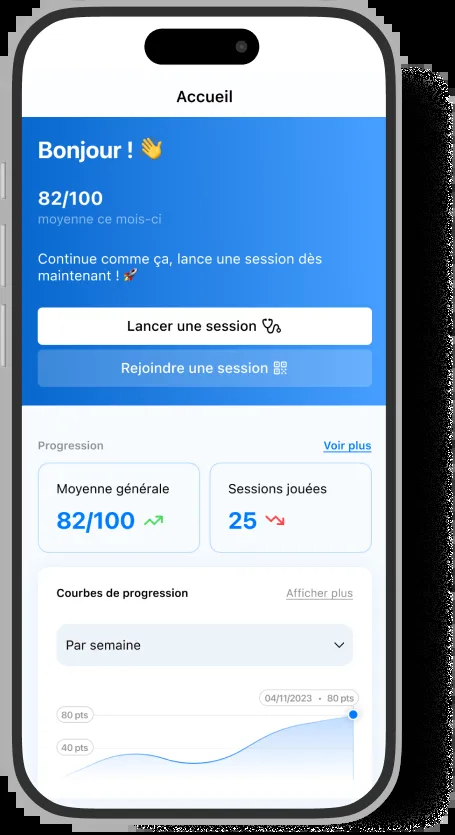 Accueil
Bonjour ! 👋
82/100
moyenne ce mois-ci
Continue comme ça, lance une session dès
maintenant ! 🚀
Lancer une session
Rejoindre une session
Progression
Voir plus
Moyenne générale
Sessions jouées
82/100
25
Courbes de progression
Afficher plus
Par semaine
04/11/2023 • 80 pts
80 pts
40 pts